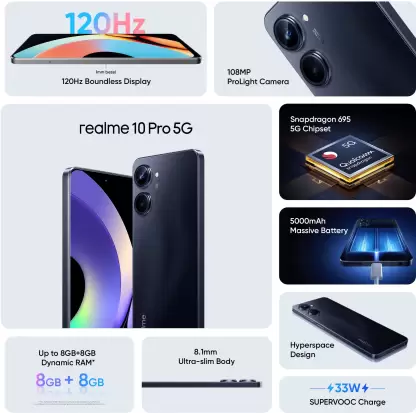 120Hz
1mm bezel
120Hz Boundless Display
108MP
ProLight Camera
realme 10 Pro 5G
realme
Snapdragon 695
5G Chipset
5G
Qualcomm
snapdragon
5000mAh
Massive Battery
Up to 8GB+8GB
Dynamic RAM*
8GB + 8GB
8.1mm
Ultra-slim Body
Hyperspace
Design
33W
SUPERVOOC Charge